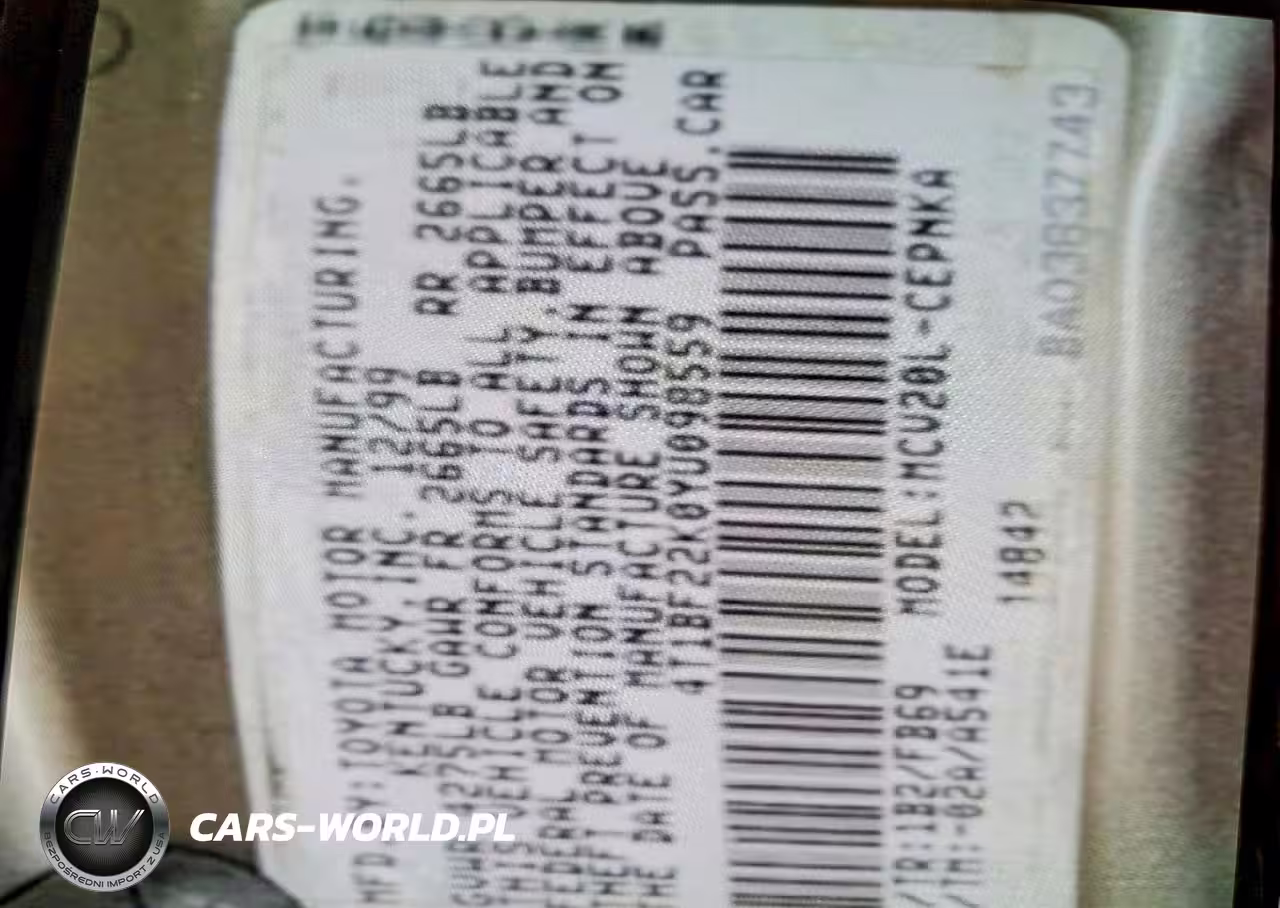 MFD.BY:TOYOTA MOTOR MANUFACTURING.
KENTUCKY,INC. 12/99
GVWR 4275LB GAWR FR 2665LB RR 2665LB
THIS VEHICLE CONFORMS TO ALL APPLICABLE
FEDERAL MOTOR VEHICLE SAFETY,BUMPER AND
THEFT PREVENTION STANDARDS IN EFFECT ON
THE DATE OF MANUFACTURE SHOWN ABOVE
4T1BF22K0YU098559 PASS.CAR
MODEL:MCV20L-CEPNKA
/TR:1B2/FB69
/TM:-02A/A541E
14842
BA03837743
CARS-WORLD
CW
BEZPOŚREDNI IMPORT Z USA
CARS-WORLD.PL